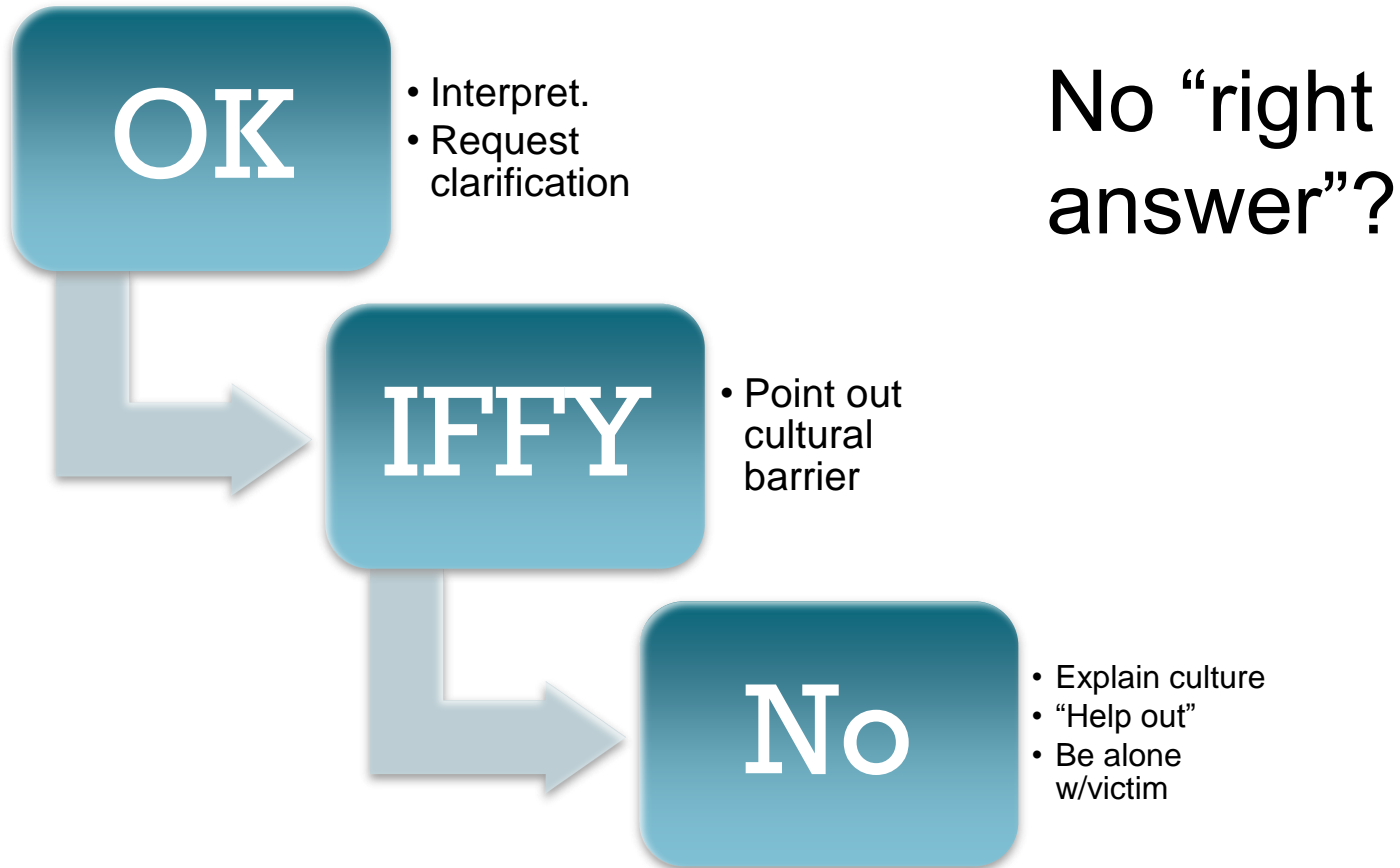 No “right
answer”?
OK
• Interpret.
• Request
clarification
IFFY
• Point out
cultural
barrier
No
• Explain culture
• “Help out”
• Be alone
w/victim